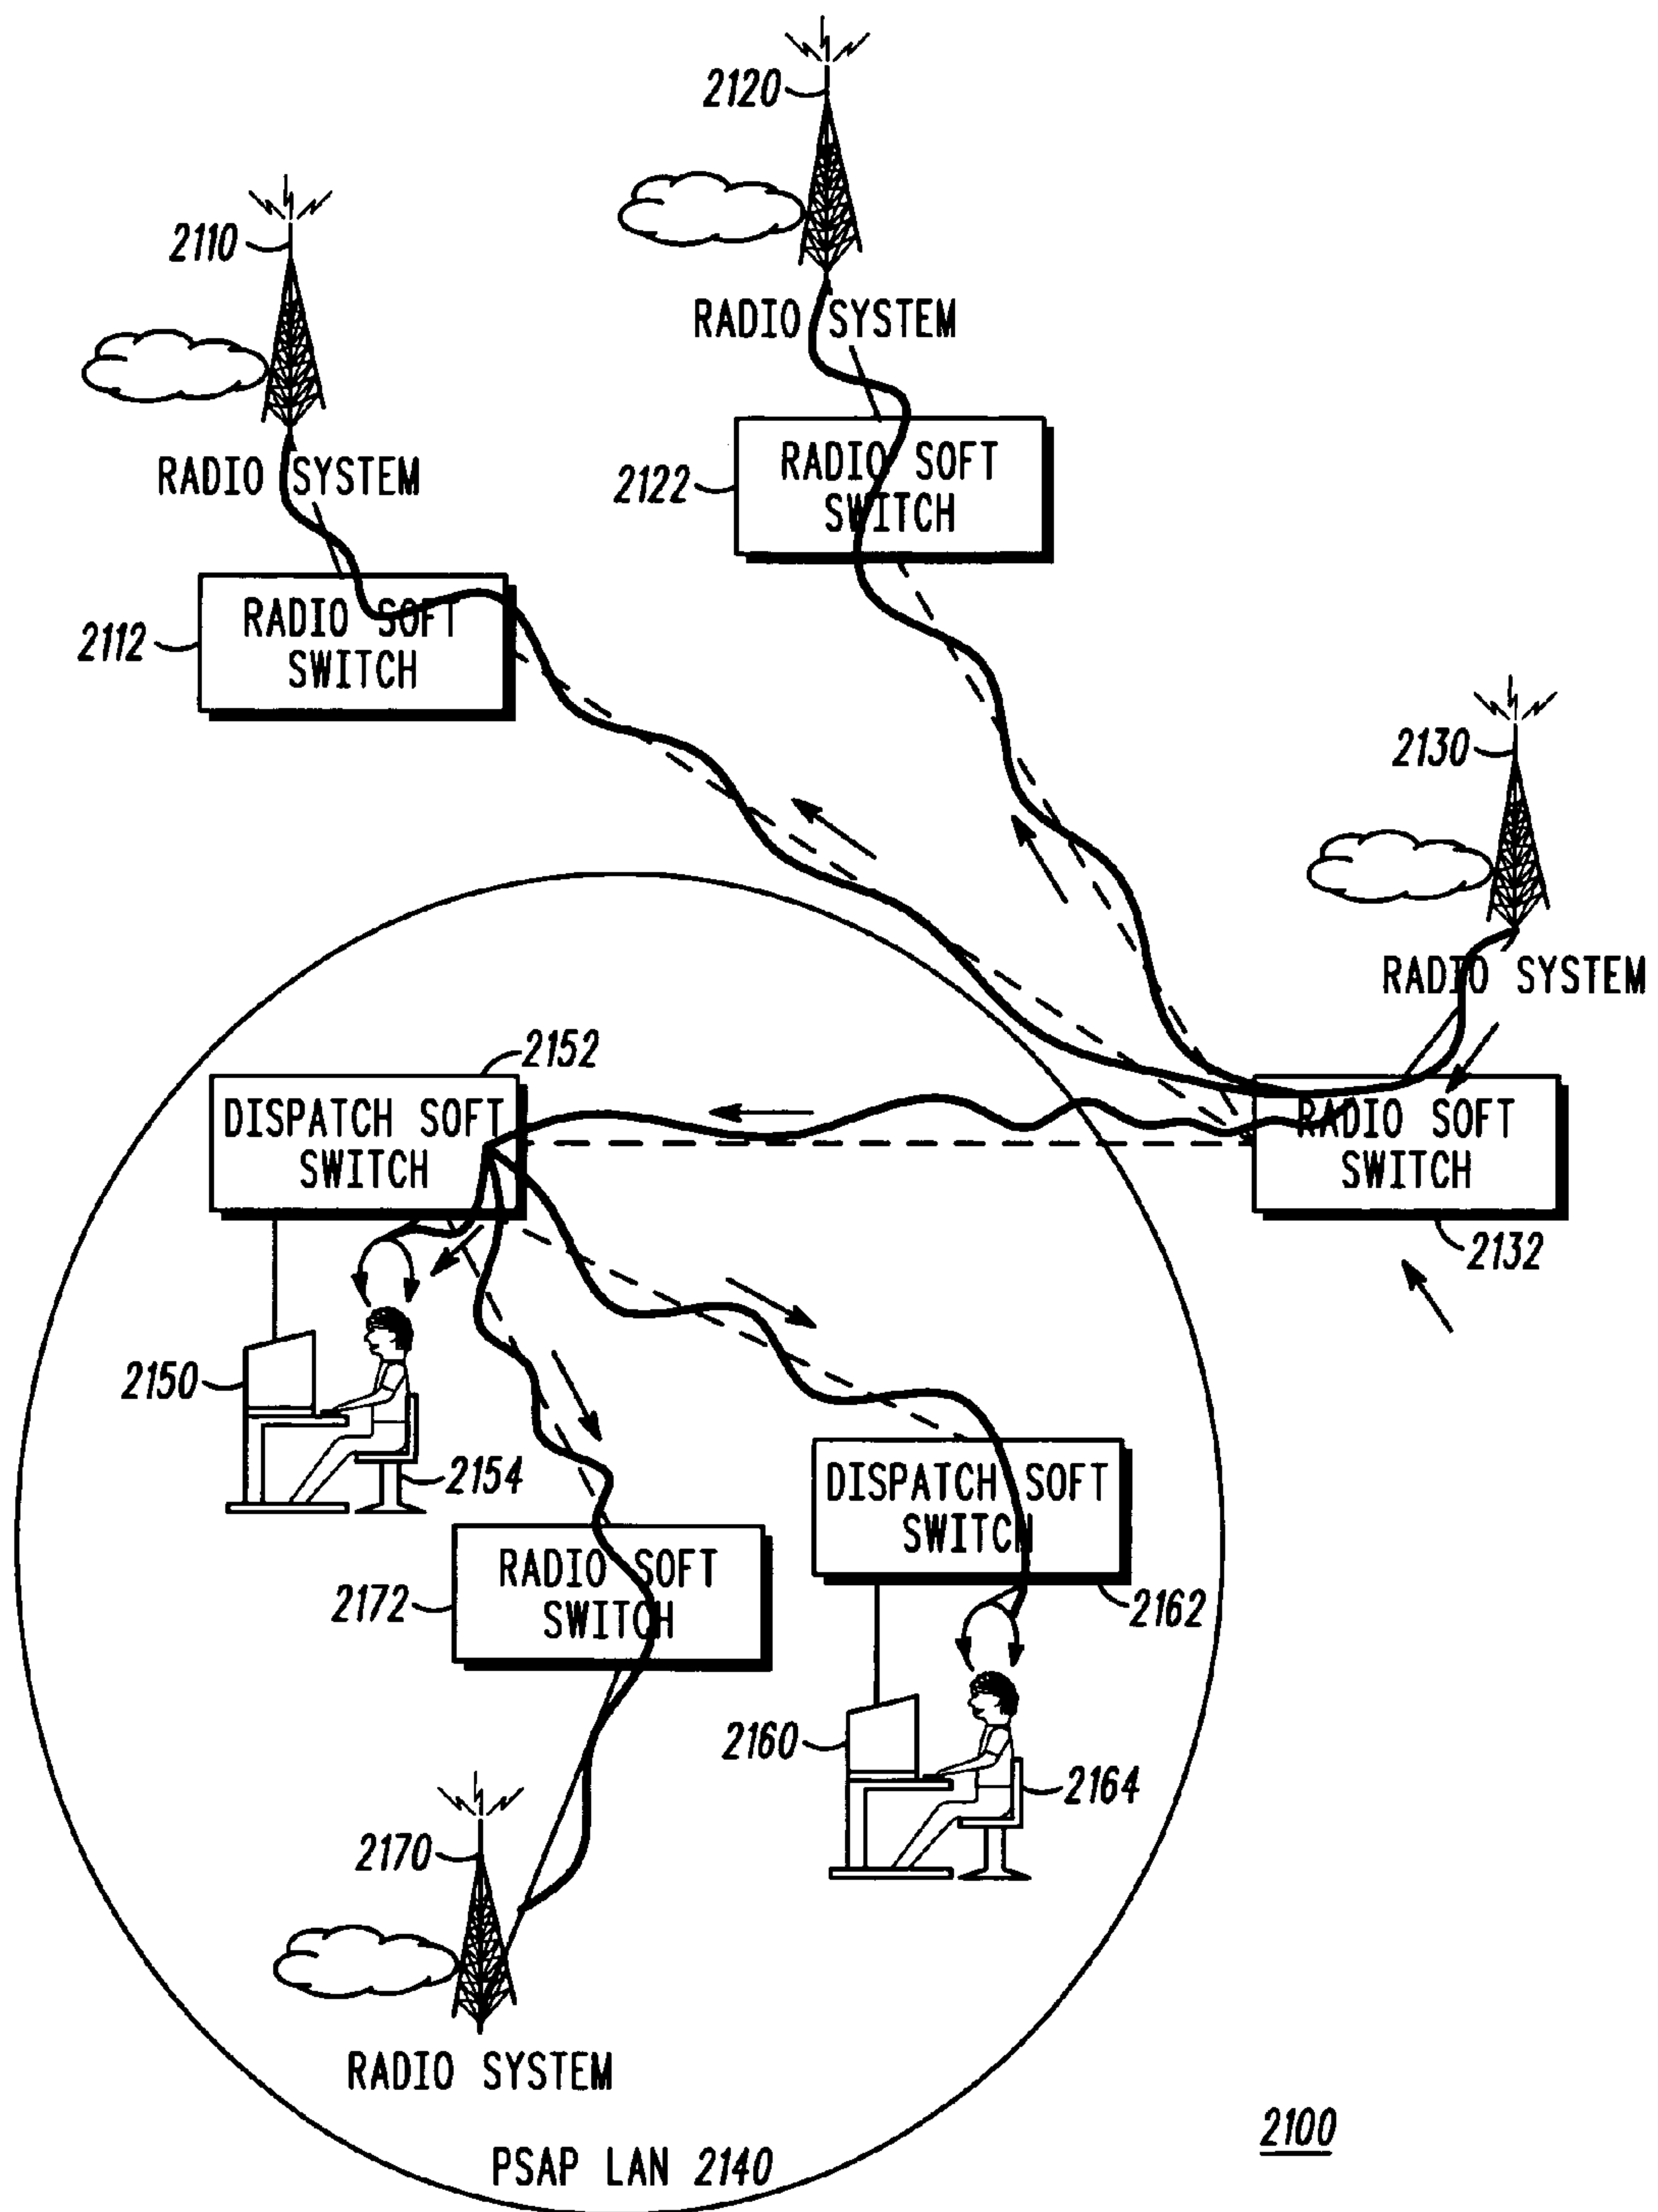 2120
2110
RADIO SYSTEM
RADIO SYSTEM
2122
RADIO SOFT
SWITCH
2112
RADIO SOFT
SWITCH
2130
RADIO SYSTEM
2152
DISPATCH SOFT
SWITCH
RADIO SOFT
SWITCH
2132
2150
2154
DISPATCH SOFT
SWITCH
2162
2172
RADIO SOFT
SWITCH
2160
2164
2170
RADIO SYSTEM
PSAP LAN 2140
2100